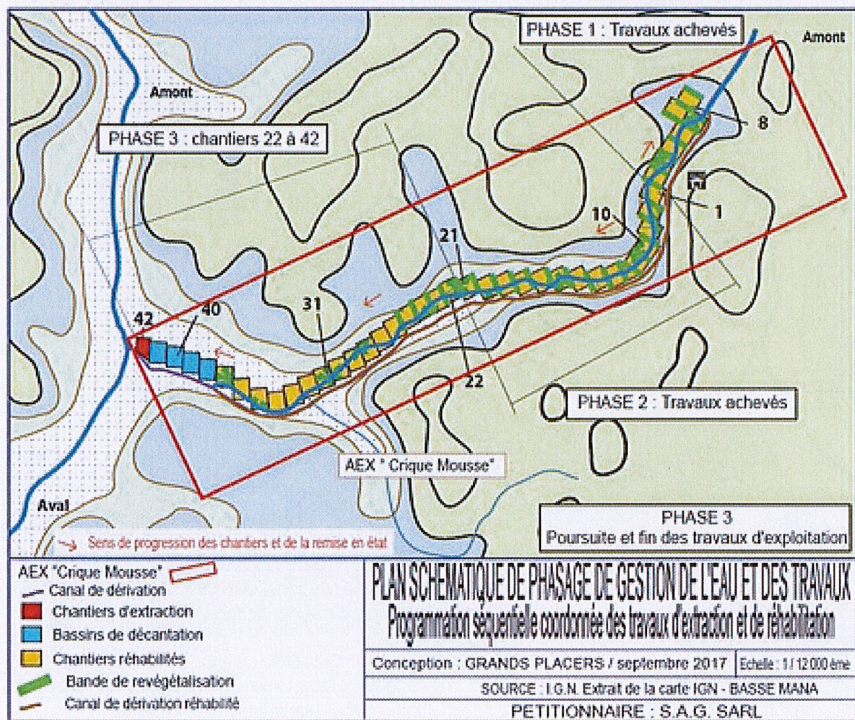 PHASE 1 : Travaux achevés
Amont
Amont
8
PHASE 3 : chantiers 22 à 42
1
10
21
31
40
42
22
PHASE 2 : Travaux achevés
AEX " Crique Mousse"
Aval
PHASE 3
Poursuite et fin des travaux d'exploitation
Sens de progression des chantiers et de la remise en état
AEX "Crique Mousse"
Canal de dérivation
Chantiers d'extraction
Bassins de décantation
Chantiers réhabilités
Bande de revégétalisation
Canal de dérivation réhabilité
PLAN SCHEMATIQUE DE PHASAGE DE GESTION DE L'EAU ET DES TRAVAUX
Programmation séquentielle coordonnée des travaux d'extraction et de réhabilitation
Conception : GRANDS PLACERS / septembre 2017
Echelle : 1 / 12 000 ème
SOURCE : I.G.N. Extrait de la carte IGN - BASSE MANA
PETITIONNAIRE : S.A.G. SARL